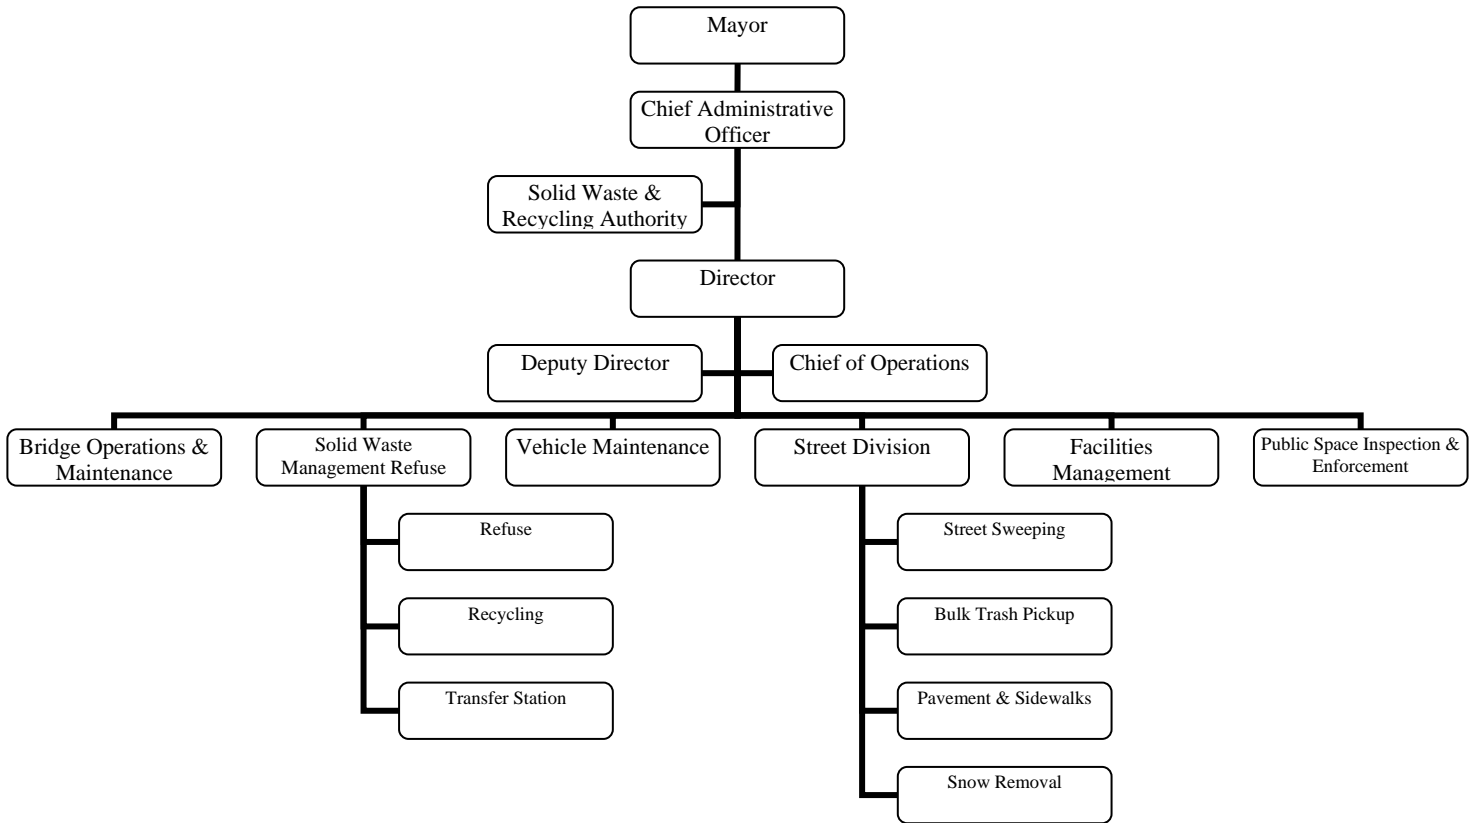 Mayor
Chief Administrative
Officer
Solid Waste &
Recycling Authority
Director
Deputy Director
Chief of Operations
Bridge Operations &
Maintenance
Solid Waste
Management Refuse
Vehicle Maintenance
Street Division
Facilities
Management
Public Space Inspection &
Enforcement
Refuse
Recycling
Transfer Station
Street Sweeping
Bulk Trash Pickup
Pavement & Sidewalks
Snow Removal